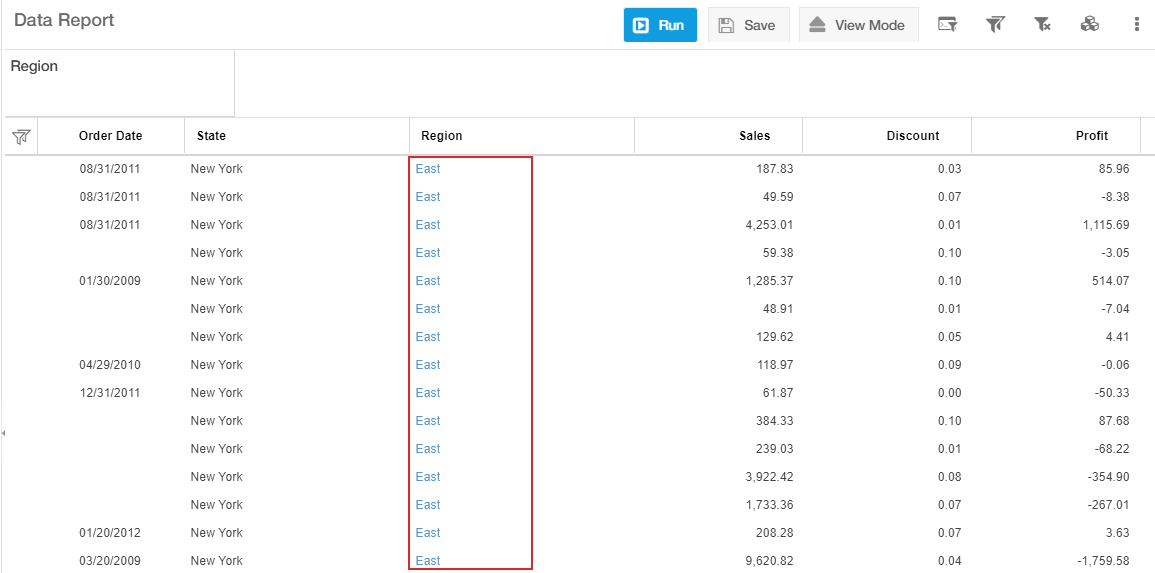 Data Report Run Save View Mode
Region
Order Date State Region Sales Discount Profit
08/31/2011 New York East 187.83 0.03 85.96
08/31/2011 New York East 49.59 0.07 -8.38
08/31/2011 New York East 4,253.01 0.01 1,115.69
New York East 59.38 0.10 -3.05
01/30/2009 New York East 1,285.37 0.10 514.07
New York East 48.91 0.01 -7.04
New York East 129.62 0.05 4.41
04/29/2010 New York East 118.97 0.09 -0.06
12/31/2011 New York East 61.87 0.00 -50.33
New York East 384.33 0.10 87.68
New York East 239.03 0.01 -68.22
New York East 3,922.42 0.08 -354.90
New York East 1,733.36 0.07 -267.01
01/20/2012 New York East 208.28 0.07 3.63
03/20/2009 New York East 9,620.82 0.04 -1,759.58